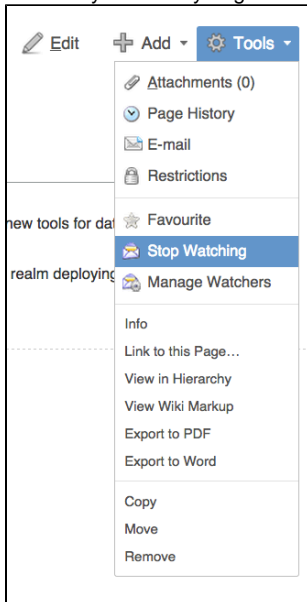 Edit Add Tools
Attachments (0)
Page History
E-mail
Restrictions
new tools for dat
Favourite
Stop Watching
realm deploying
Manage Watchers
Info
Link to this Page...
View in Hierarchy
View Wiki Markup
Export to PDF
Export to Word
Copy
Move
Remove